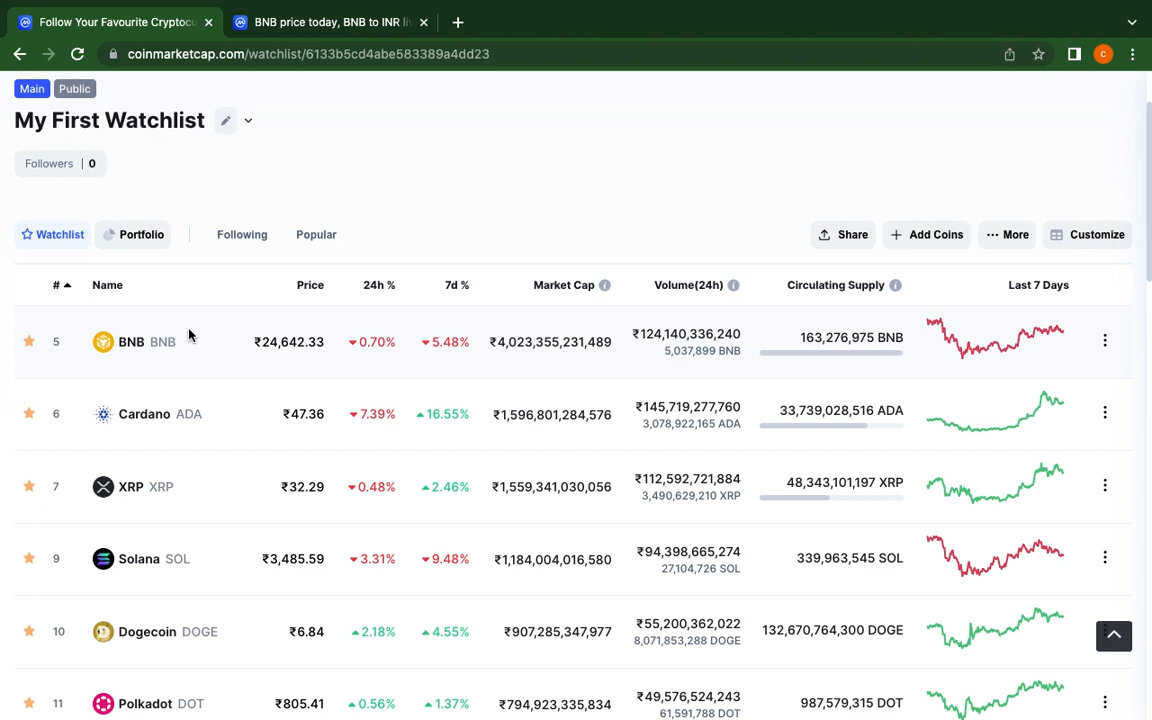 Follow Your Favourite Cryptocu
BNB price today, BNB to INR li
coinmarketcap.com/watchlist/6133b5cd4abe583389a4dd23
C
Main Public
My First Watchlist
Followers | 0
Watchlist Portfolio Following Popular Share + Add Coins More Customize
# Name Price 24h % 7d % Market Cap Volume(24h) Circulating Supply Last 7 Days
5 BNB BNB ₹24,642.33 0.70% 5.48% ₹4,023,355,231,489 ₹124,140,336,240 163,276,975 BNB
5,037,899 BNB
6 Cardano ADA ₹47.36 7.39% 16.55% ₹1,596,801,284,576 ₹145,719,277,760 33,739,028,516 ADA
3,078,922,165 ADA
7 XRP XRP ₹32.29 0.48% 2.46% ₹1,559,341,030,056 ₹112,592,721,884 48,343,101,197 XRP
3,490,629,210 XRP
9 Solana SOL ₹3,485.59 3.31% 9.48% ₹1,184,004,016,580 ₹94,398,665,274 339,963,545 SOL
27,104,726 SOL
10 Dogecoin DOGE ₹6.84 2.18% 4.55% ₹907,285,347,977 ₹55,200,362,022 132,670,764,300 DOGE
8,071,853,288 DOGE
11 Polkadot DOT ₹805.41 0.56% 1.37% ₹794,923,335,834 ₹49,576,524,243 987,579,315 DOT
61,591,788 DOT